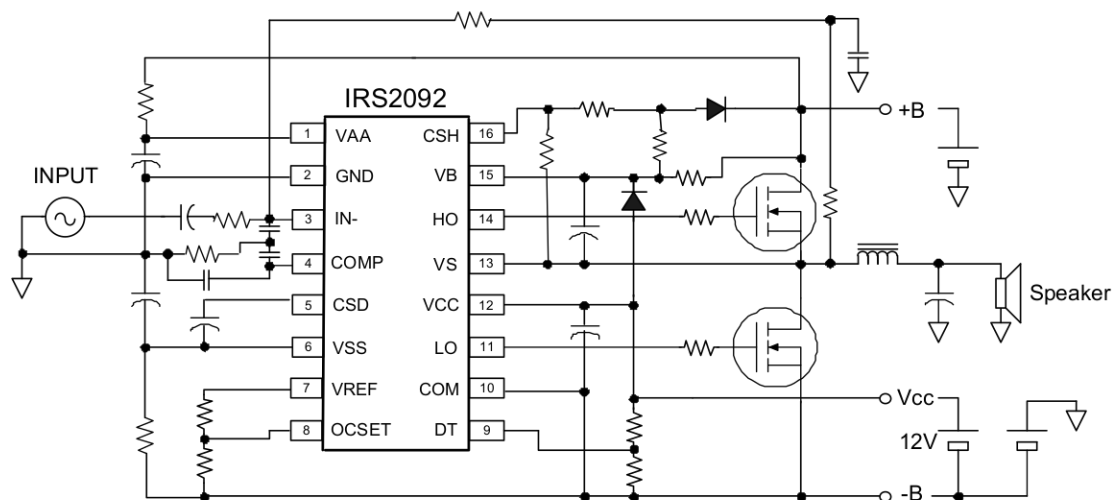 IRS2092
INPUT
1 VAA CSH 16
2 GND VB 15
3 IN- HO 14
4 COMP VS 13
5 CSD VCC 12
6 VSS LO 11
7 VREF COM 10
8 OCSET DT 9
+B
Speaker
Vcc
12V
-B